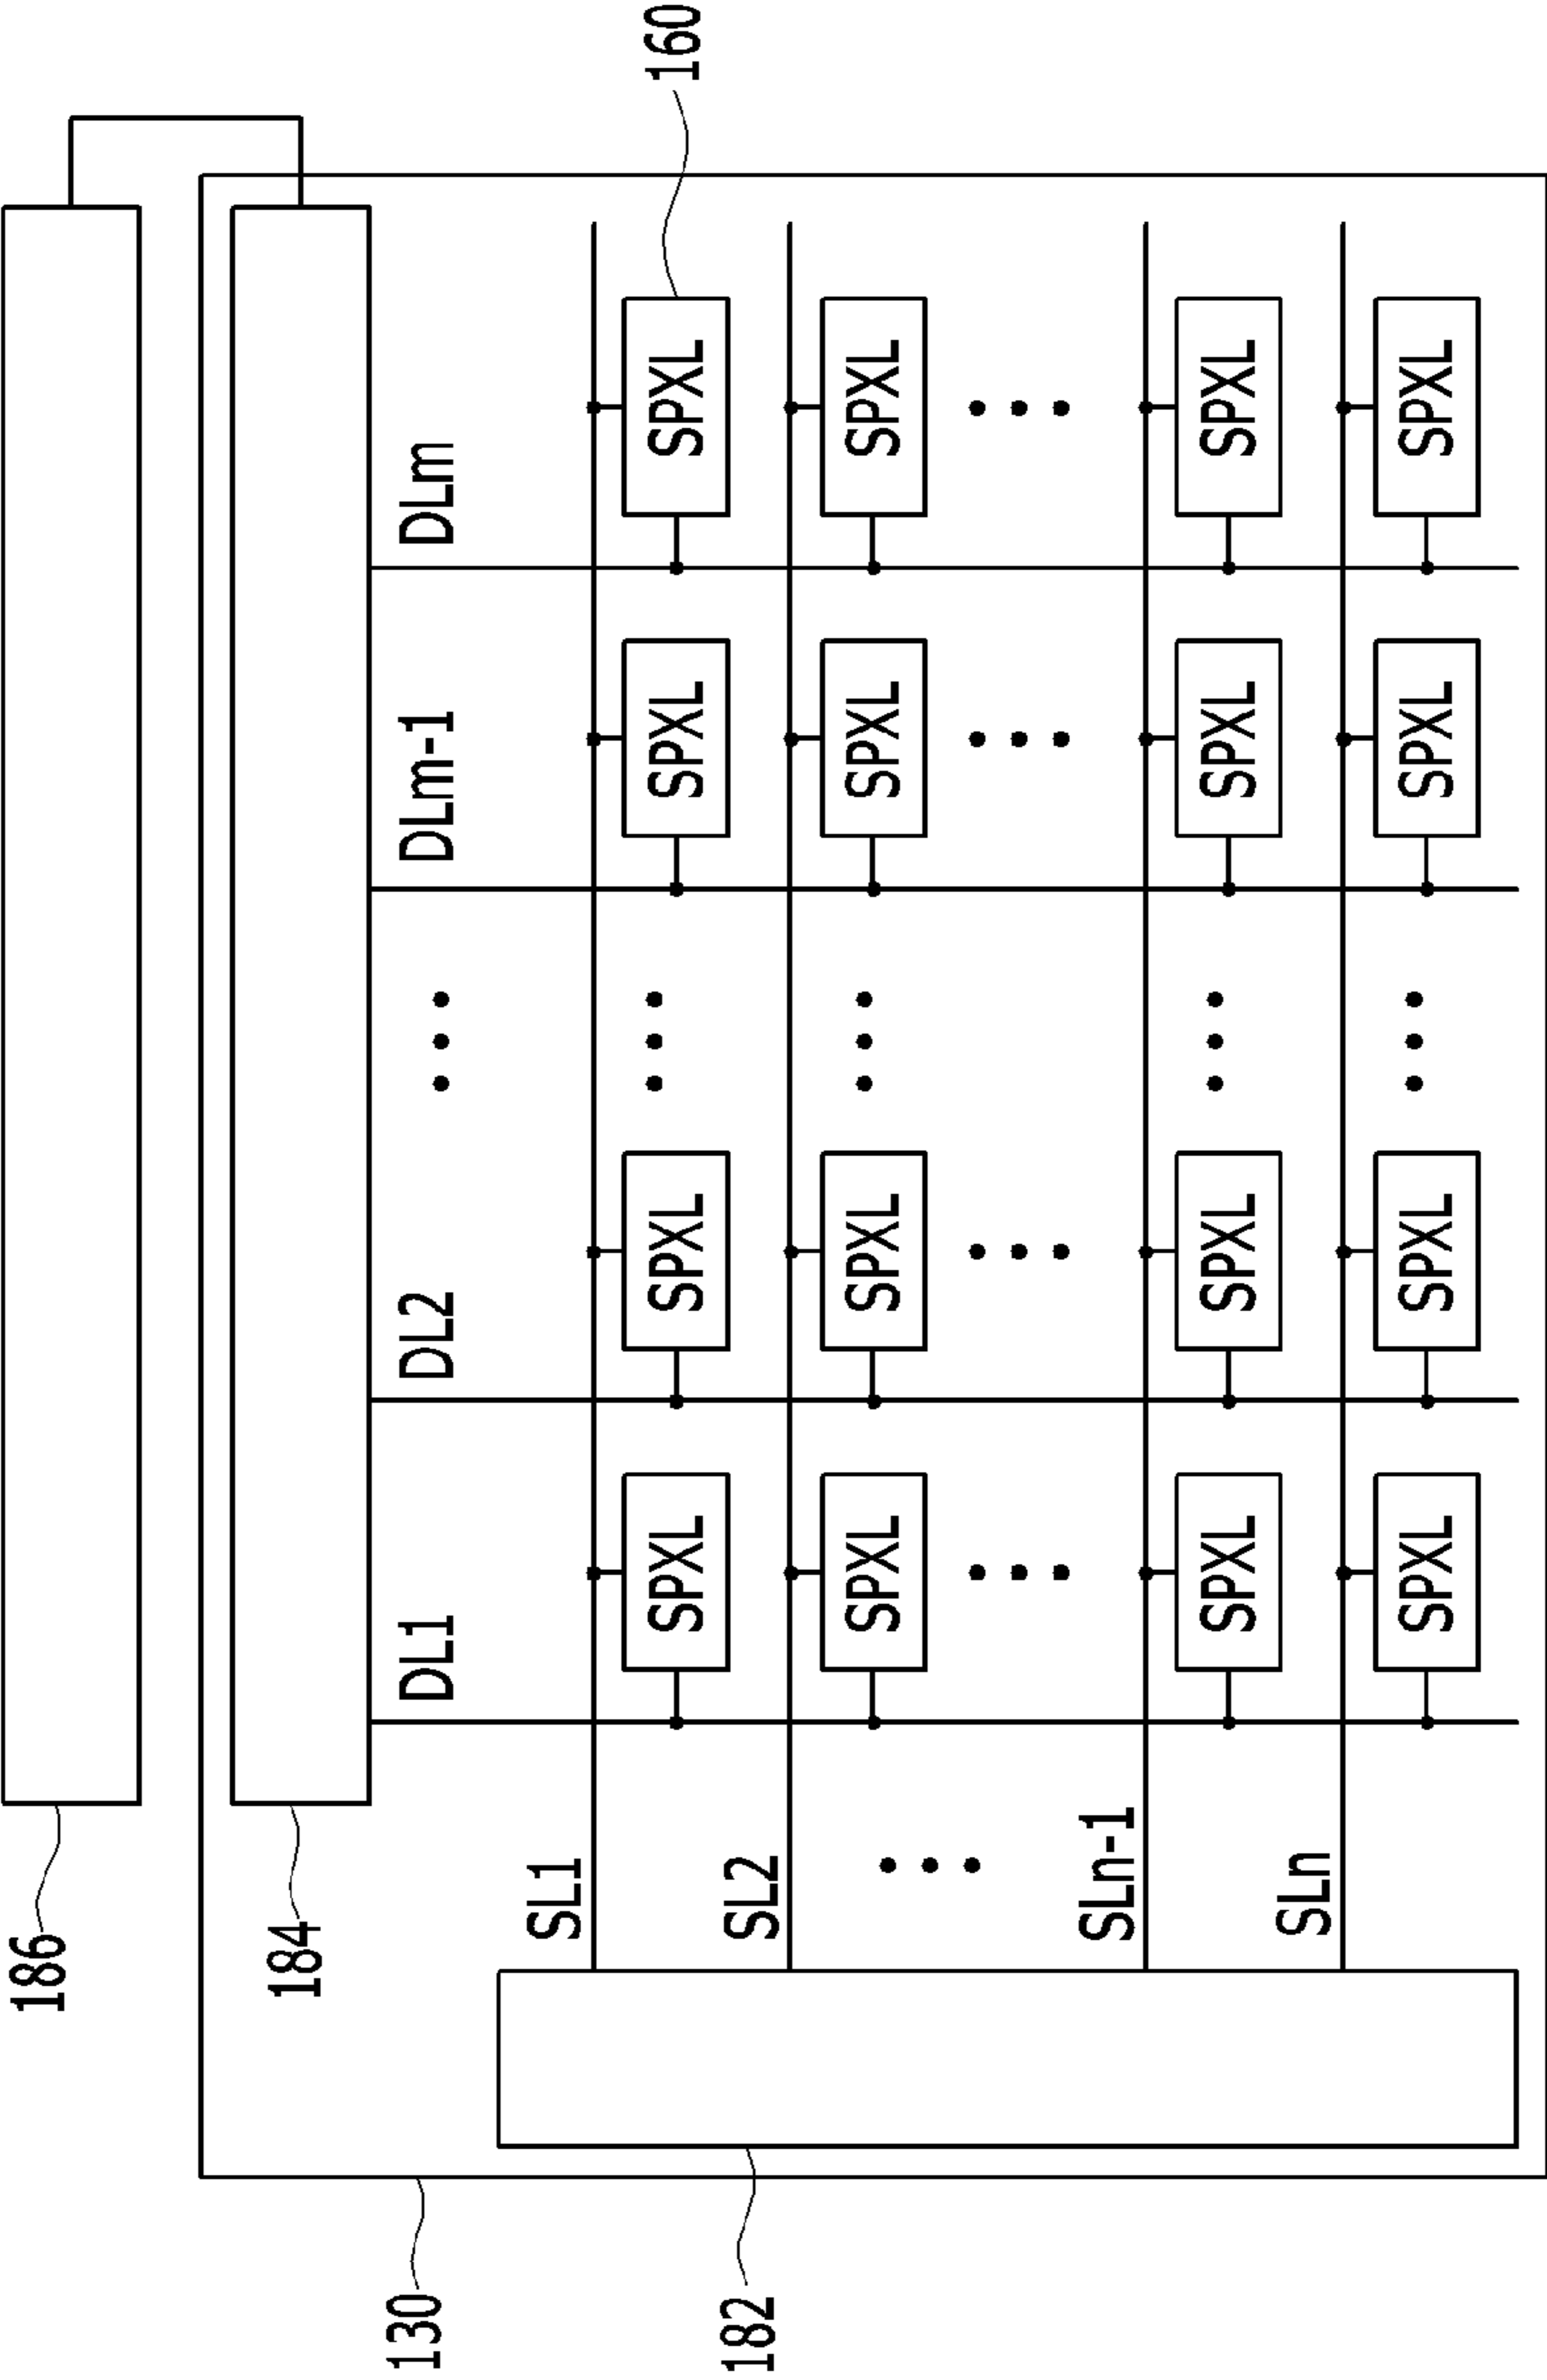 186
184
130
DL1 DL2 DLm-1 DLm
160
SL1
SPXL SPXL SPXL SPXL
SL2
SPXL SPXL SPXL SPXL
182
SLn-1
SPXL SPXL SPXL SPXL
SLn
SPXL SPXL SPXL SPXL